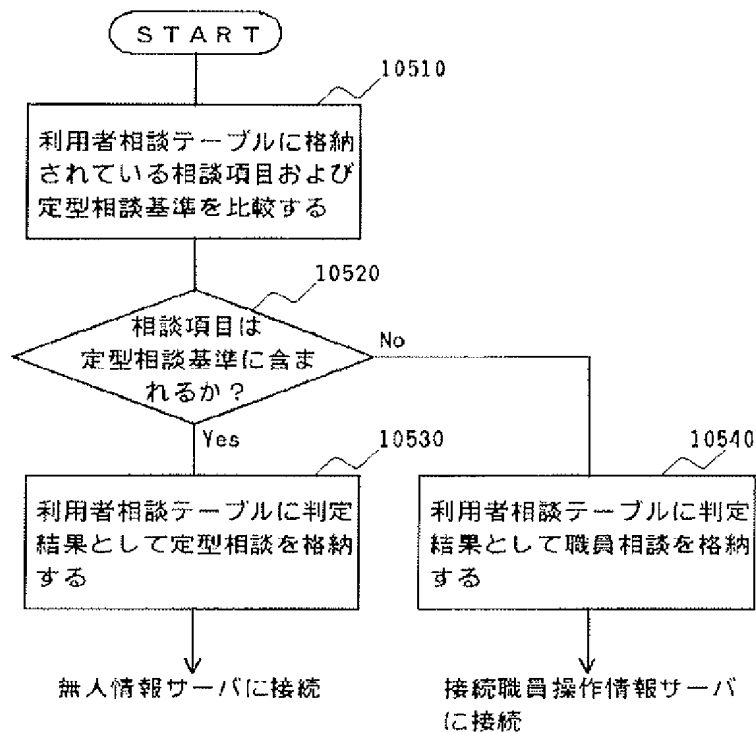 START
10510
利用者相談テーブルに格納
されている相談項目および
定型相談基準を比較する
10520
相談項目は
定型相談基準に含ま
れるか？
No
Yes
10530
利用者相談テーブルに判定
結果として定型相談を格納
する
10540
利用者相談テーブルに判定
結果として職員相談を格納
する
無人情報サーバに接続
接続職員操作情報サーバ
に接続